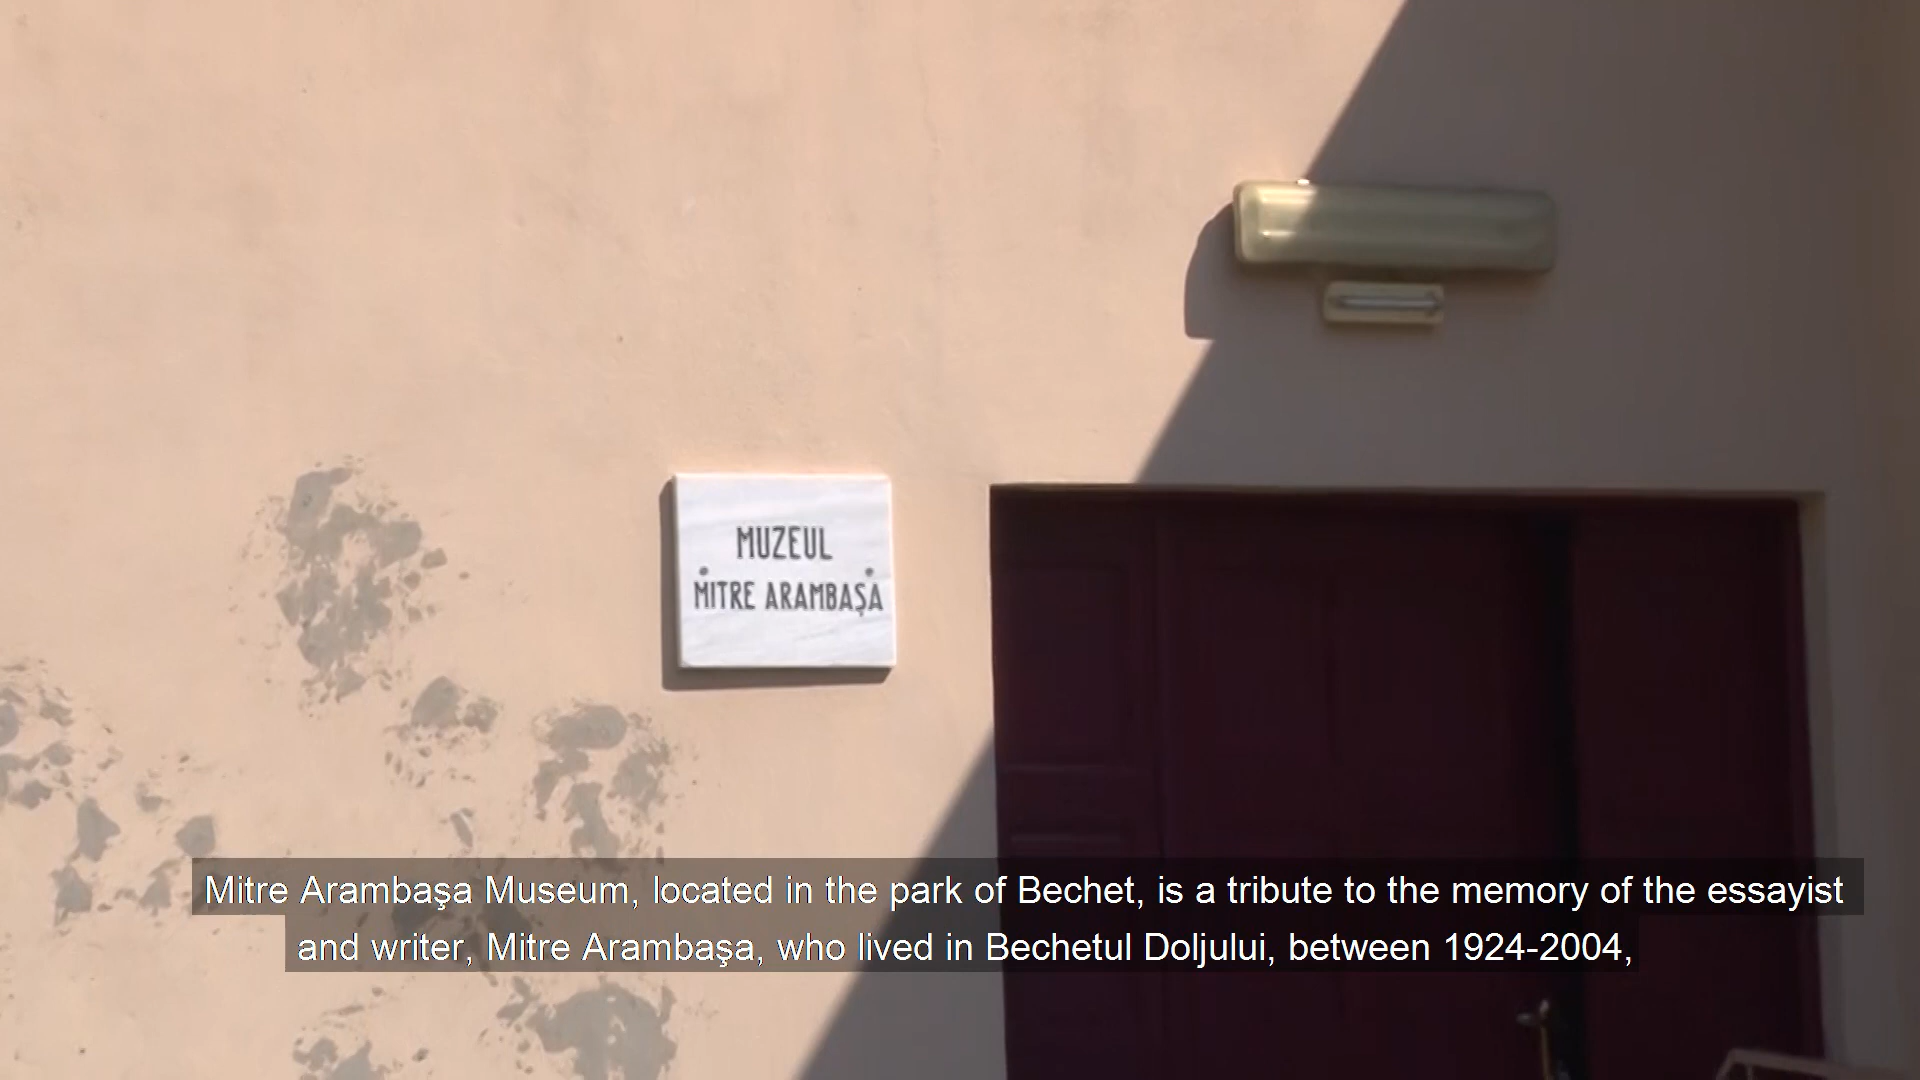 MUZEUL
MITRE ARAMBAȘA
Mitre Arambaşa Museum, located in the park of Bechet, is a tribute to the memory of the essayist
and writer, Mitre Arambaşa, who lived in Bechetul Doljului, between 1924-2004,